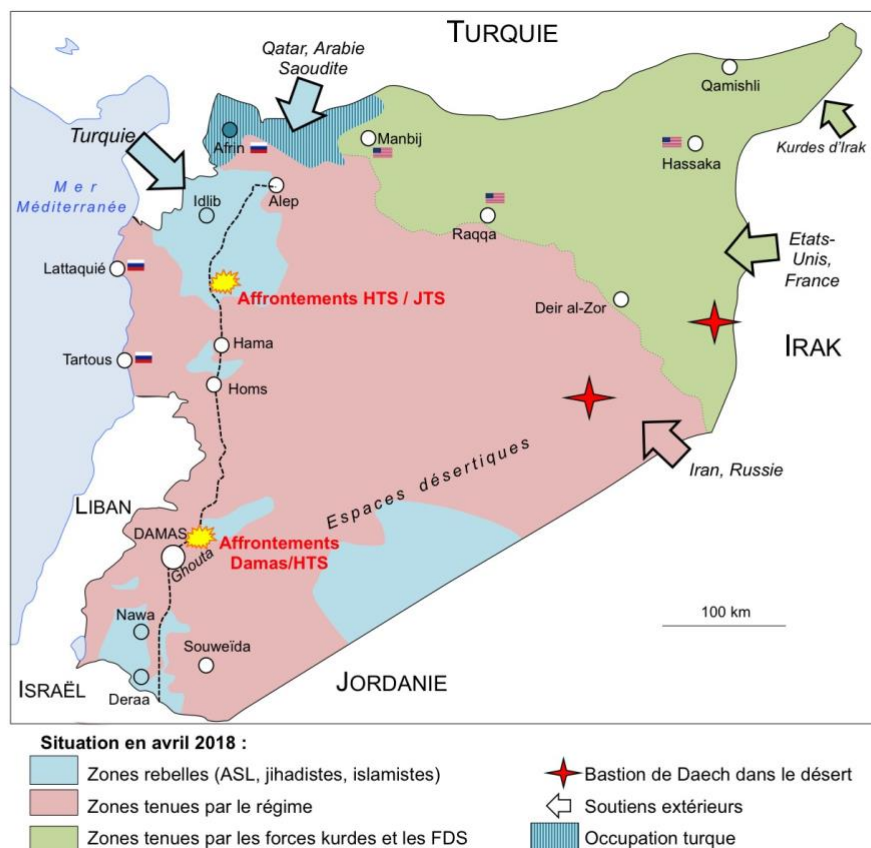 TURQUIE
Qatar, Arabie
Saoudite
Qamishli
Turquie
Afrin
Manbij
Kurdes d'Irak
Hassaka
Mer
Méditerranée
Idlib
Alep
Raqqa
Etats-
Unis,
France
Lattaquié
Affrontements HTS / JTS
Deir al-Zor
IRAK
Hama
Tartous
Homs
Iran, Russie
Espaces désertiques
LIBAN
DAMAS
Affrontements
Damas/HTS
Ghouta
100 km
Nawa
Souweïda
ISRAËL
JORDANIE
Deraa
Situation en avril 2018 :
Zones rebelles (ASL, jihadistes, islamistes)
Zones tenues par le régime
Zones tenues par les forces kurdes et les FDS
Bastion de Daech dans le désert
Soutiens extérieurs
Occupation turque